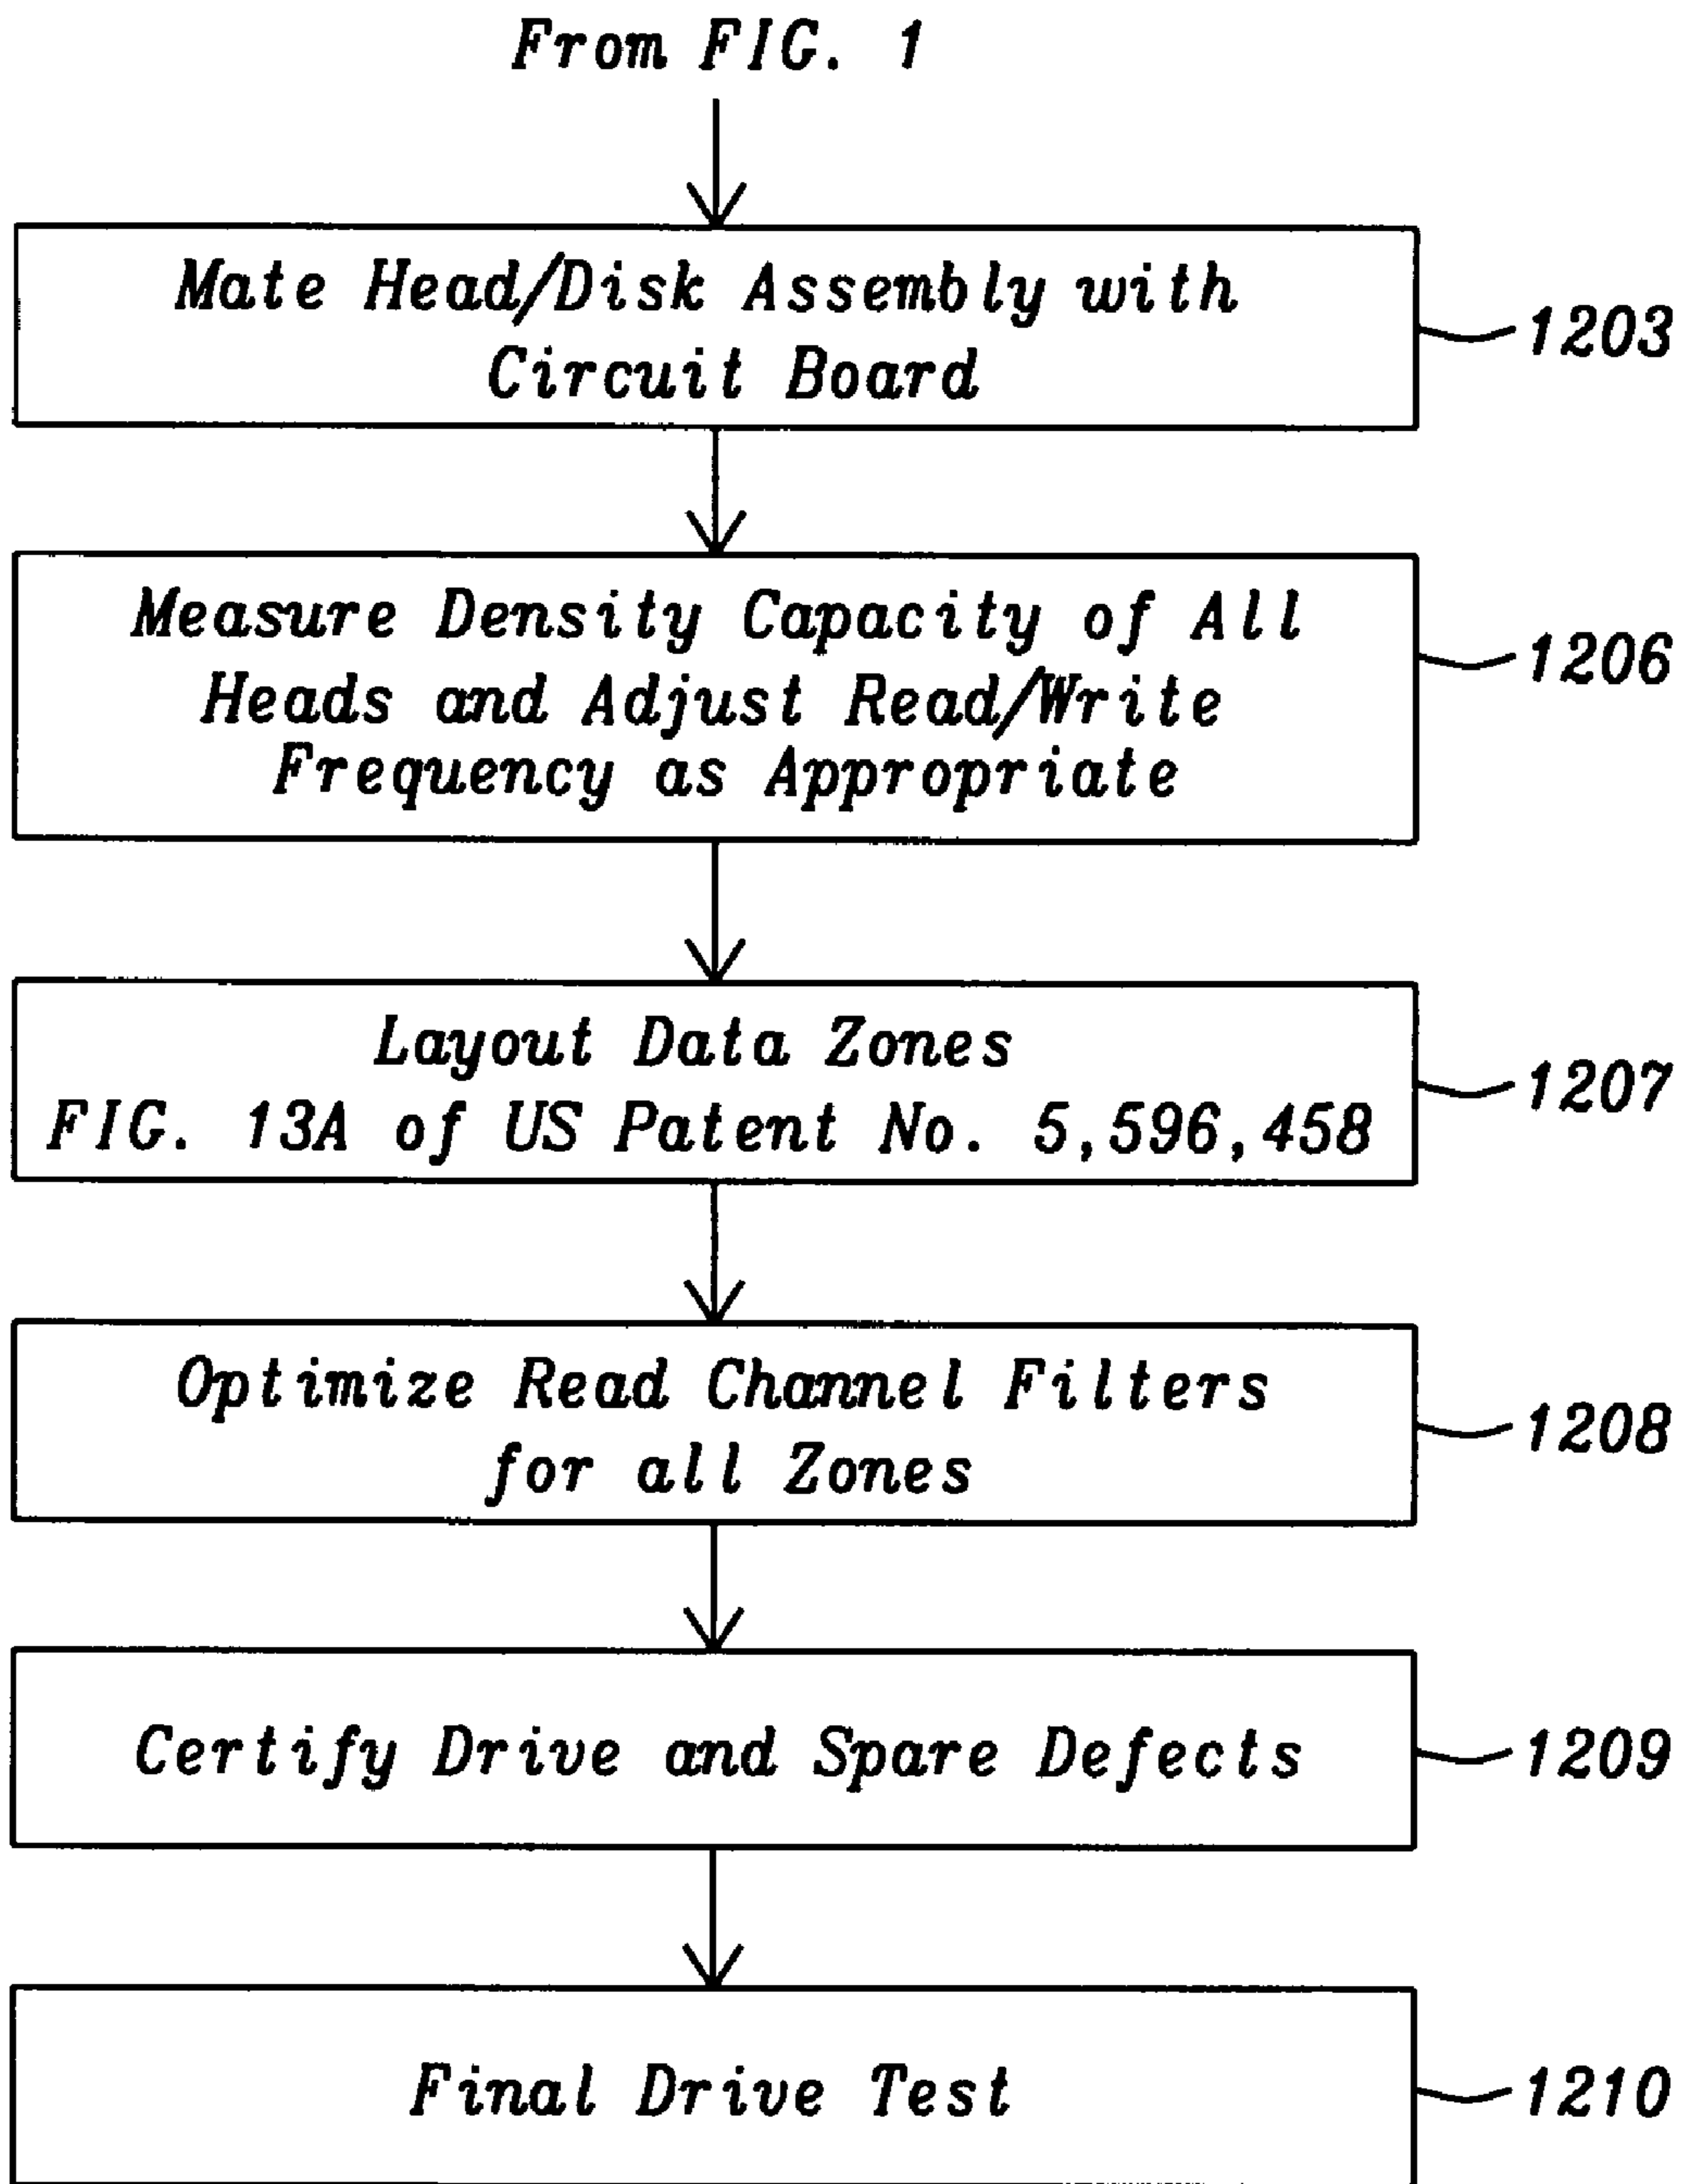 From FIG. 1
Mate Head/Disk Assembly with
Circuit Board
1203
Measure Density Capacity of All
Heads and Adjust Read/Write
Frequency as Appropriate
1206
Layout Data Zones
FIG. 13A of US Patent No. 5,596,458
1207
Optimize Read Channel Filters
for all Zones
1208
Certify Drive and Spare Defects
1209
Final Drive Test
1210